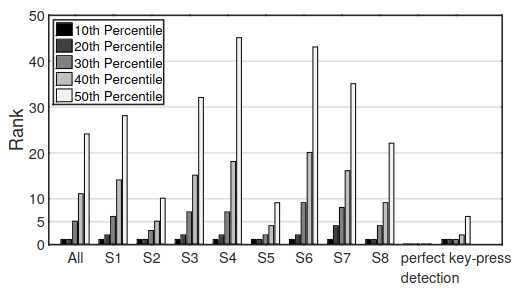 50
40
30
20
10
5
0
Rank
10th Percentile
20th Percentile
30th Percentile
40th Percentile
50th Percentile
All S1 S2 S3 S4 S5 S6 S7 S8 perfect key-press
detection